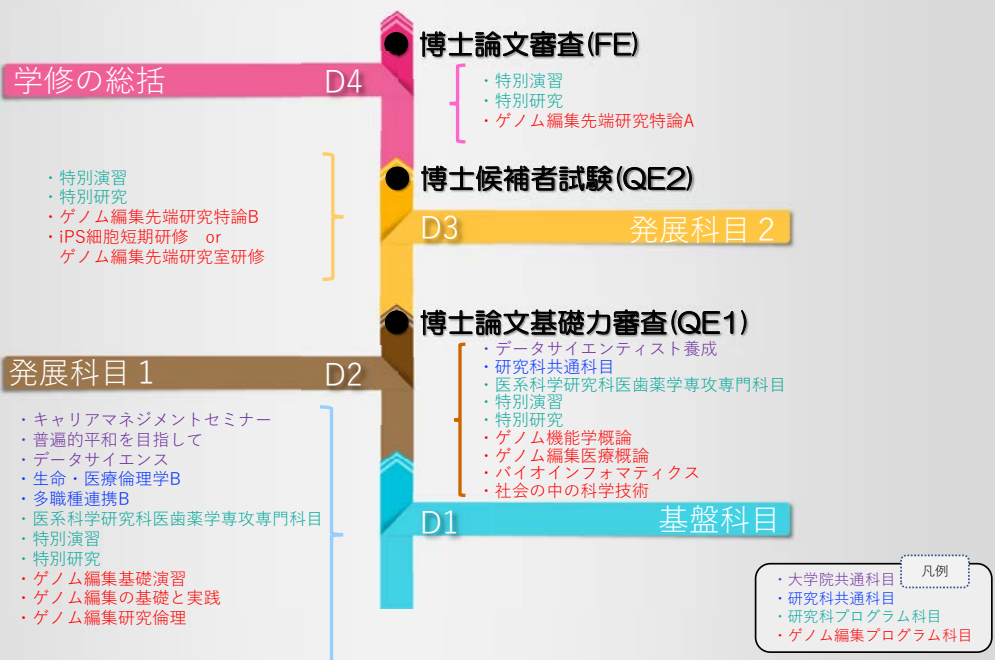 博士論文審査(FE)
学修の総括 D4
・特別演習
・特別研究
・ゲノム編集先端研究特論A
博士候補者試験(QE2)
D3 発展科目2
・特別演習
・特別研究
・ゲノム編集先端研究特論B
・iPS細胞短期研修 or
ゲノム編集先端研究室研修
博士論文基礎力審査(QE1)
発展科目1 D2
・データサイエンティスト養成
・研究科共通科目
・医系科学研究科医歯薬学専攻専門科目
・特別演習
・特別研究
・ゲノム機能学概論
・ゲノム編集医療概論
・バイオインフォマティクス
・社会の中の科学技術
D1 基盤科目
・キャリアマネジメントセミナー
・普遍的平和を目指して
・データサイエンス
・生命・医療倫理学B
・多職種連携B
・医系科学研究科医歯薬学専攻専門科目
・特別演習
・特別研究
・ゲノム編集基礎演習
・ゲノム編集の基礎と実践
・ゲノム編集研究倫理
凡例
・大学院共通科目
・研究科共通科目
・研究科プログラム科目
・ゲノム編集プログラム科目